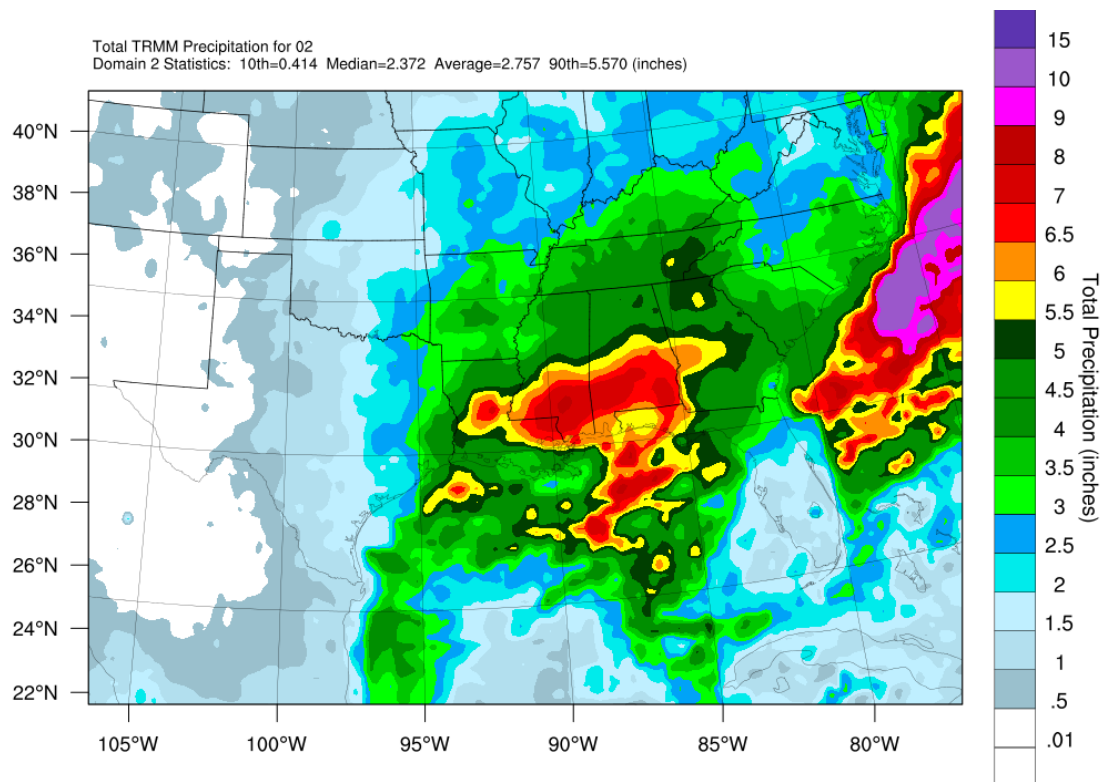 Total TRMM Precipitation for 02
Domain 2 Statistics:  10th=0.414  Median=2.372  Average=2.757  90th=5.570 (inches)
40°N
38°N
36°N
34°N
32°N
30°N
28°N
26°N
24°N
22°N
105°W
100°W
95°W
90°W
85°W
80°W
15
10
9
8
7
6.5
6
5.5
5
4.5
4
3.5
3
2.5
2
1.5
1
.5
.01
Total Precipitation (inches)